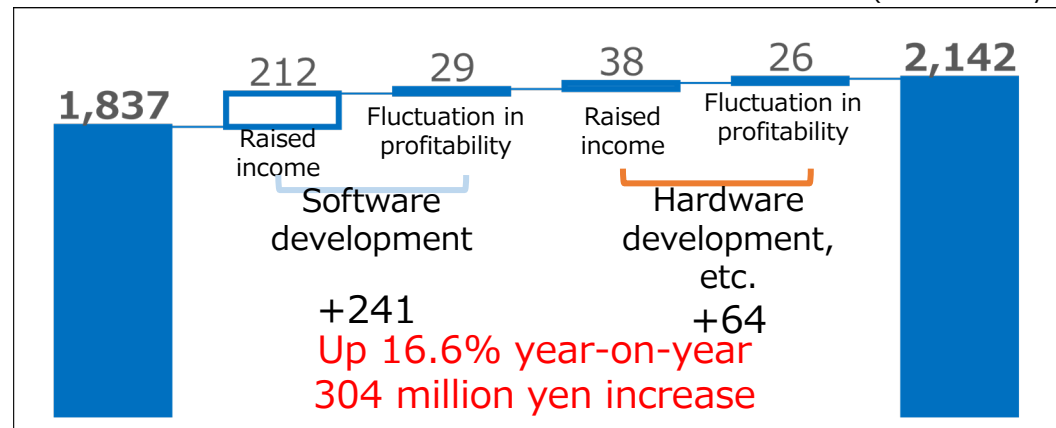 1,837
212
Raised
income
29
Fluctuation in
profitability
38
Raised
income
26
Fluctuation in
profitability
2,142
Software
development
+241
Hardware
development,
etc.
+64
Up 16.6% year-on-year
304 million yen increase